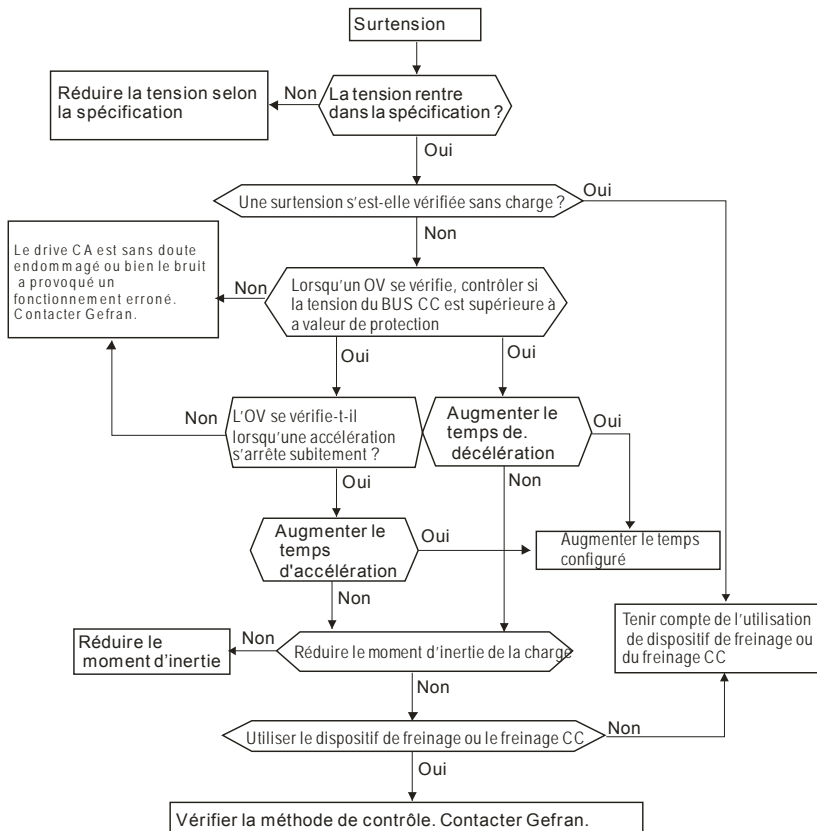 Surtension
Réduire la tension selon
la spécification
Non
La tension rentre
dans la spécification ?
Oui
Une surtension s'est-elle vérifiée sans charge ?
Oui
Non
Le drive CA est sans doute
endommagé ou bien le bruit
a provoqué un
fonctionnement erroné.
Contacter Gefran.
Non
Lorsqu'un OV se vérifie, contrôler si
la tension du BUS CC est supérieure à
a valeur de protection
Oui
Oui
Non
L'OV se vérifie-t-il
lorsqu'une accélération
s'arrête subitement ?
Augmenter le
temps de.
décélération
Oui
Oui
Non
Augmenter le
temps
d'accélération
Oui
Augmenter le temps
configuré
Non
Tenir compte de l'utilisation
de dispositif de freinage ou
du freinage CC
Réduire le
moment d'inertie
Non
Réduire le moment d'inertie de la charge
Non
Utiliser le dispositif de freinage ou le freinage CC
Non
Oui
Vérifier la méthode de contrôle. Contacter Gefran.